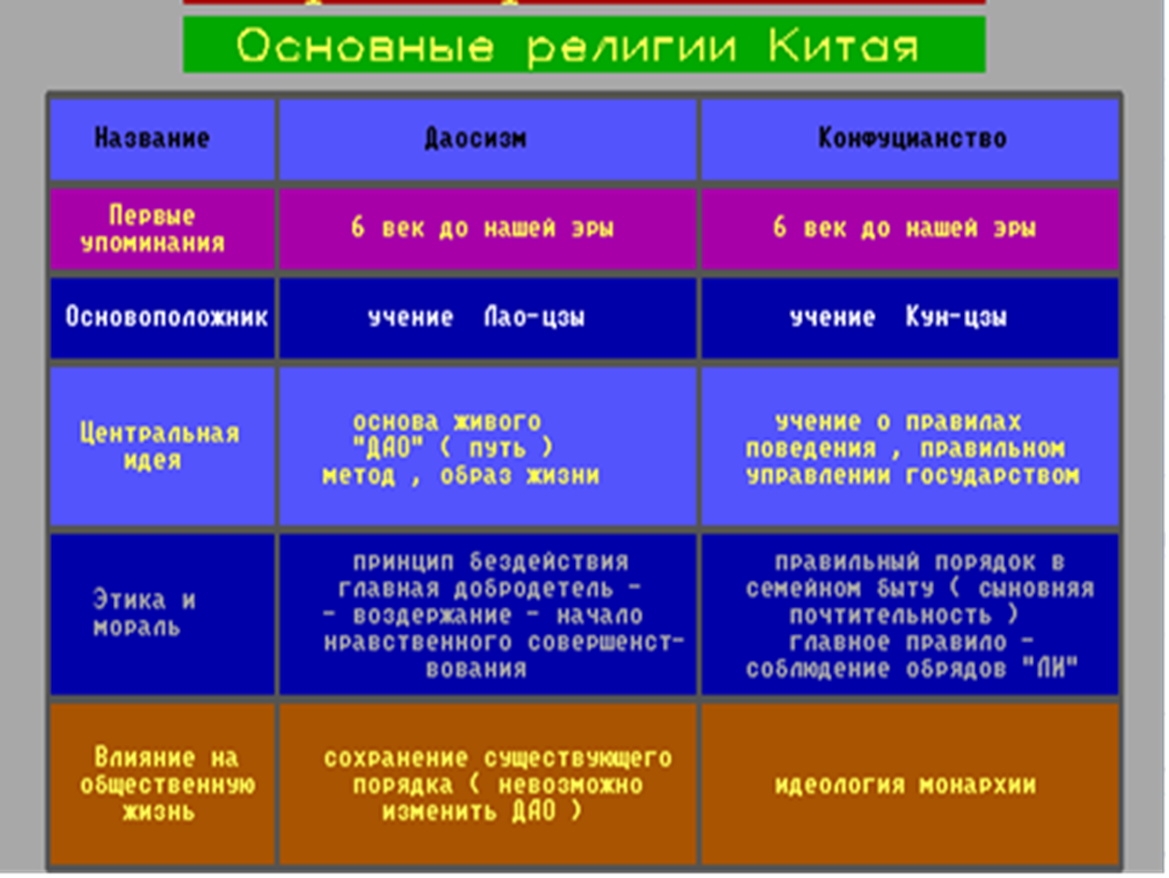 Основные религии Китая
Название
Даосизм
Конфуцианство
Первые
упоминания
6 век до нашей эры
6 век до нашей эры
Основоположник
учение Лао-цзы
учение Кун-цзы
Центральная
идея
основа живого
"ДАО" ( путь )
метод , образ жизни
учение о правилах
поведения , правильном
управлении государством
Этика и
мораль
принцип бездействия
главная добродетель -
- воздержание - начало
нравственного совершенст-
вования
правильный порядок в
семейном быту ( сыновняя
почтительность )
главное правило -
соблюдение обрядов "ЛИ"
Влияние на
общественную
жизнь
сохранение существующего
порядка ( невозможно
изменить ДАО )
идеология монархии